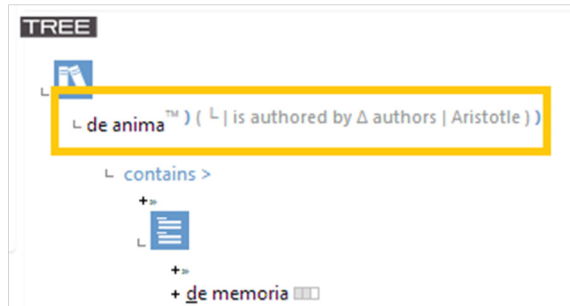 TREE
└ de anima™ ) ( └ | is authored by Δ authors | Aristotle ) )
└ contains >
+»
+»
+ de memoria